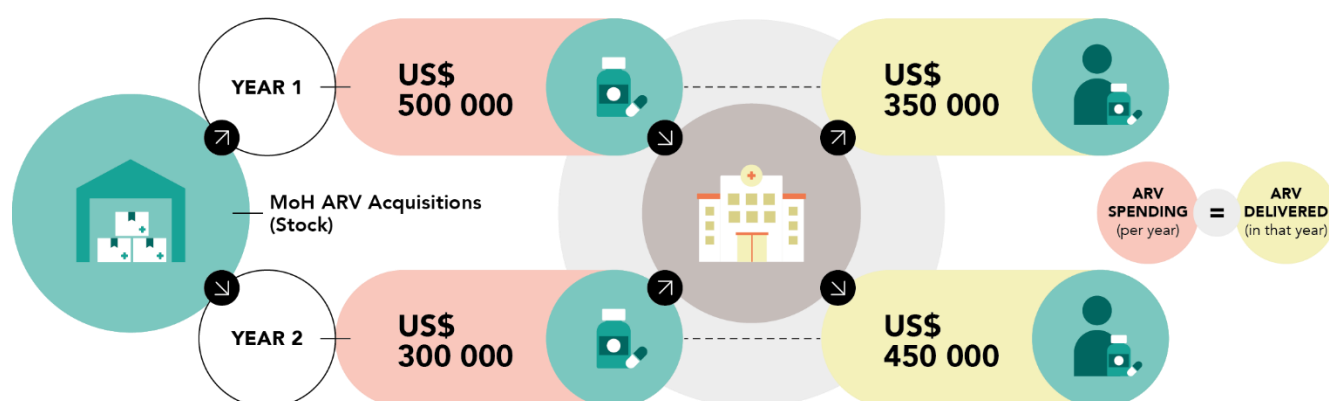 YEAR 1
US$
500 000
US$
350 000
MoH ARV Acquisitions
(Stock)
ARV
SPENDING
(per year)
=
ARV
DELIVERED
(in that year)
YEAR 2
US$
300 000
US$
450 000